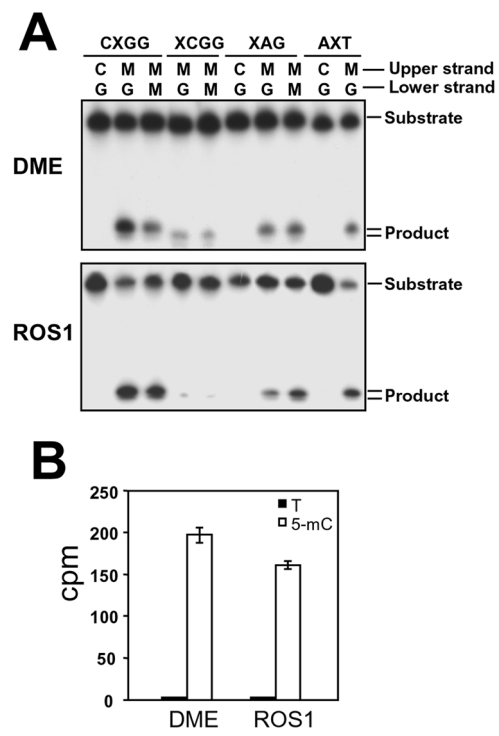 A
CXGG XCGG XAG AXT
C M M M M C M M C M Upper strand
G G M G M G G M G G Lower strand
DME
Substrate
Product
ROS1
Substrate
Product
B
250
200
150
100
50
0
cpm
T
5-mC
DME ROS1